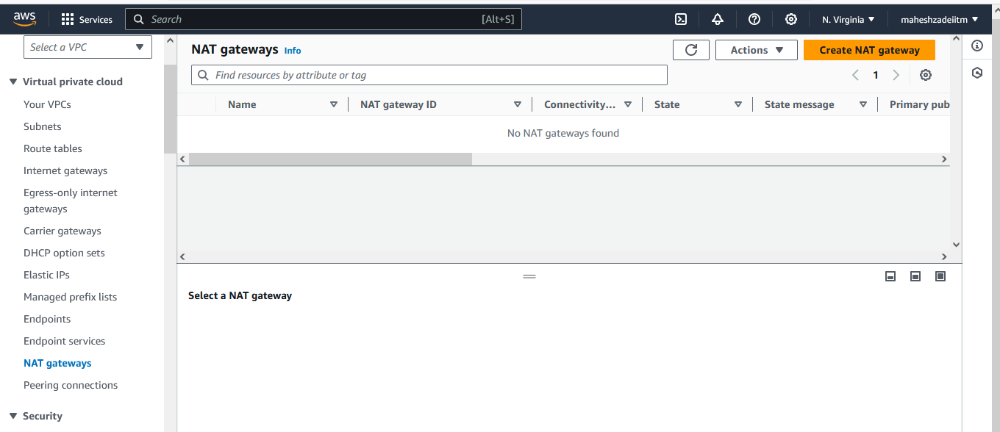 aws
Services
Search [Alt+S]
N. Virginia
maheshzadeiitm
Select a VPC
Virtual private cloud
Your VPCs
Subnets
Route tables
Internet gateways
Egress-only internet
gateways
Carrier gateways
DHCP option sets
Elastic IPs
Managed prefix lists
Endpoints
Endpoint services
NAT gateways
Peering connections
Security
NAT gateways Info
Actions
Create NAT gateway
Find resources by attribute or tag
1
Name NAT gateway ID Connectivity... State State message Primary pub
No NAT gateways found
Select a NAT gateway